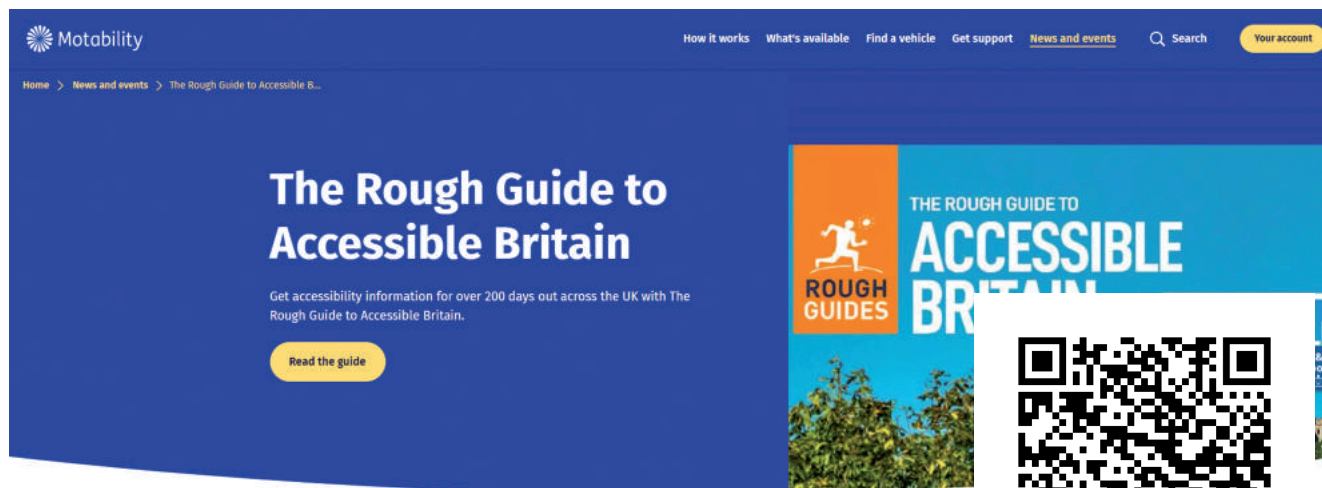 Motability
How it works What's available Find a vehicle Get support News and events Search Your account
Home > News and events > The Rough Guide to Accessible B...
The Rough Guide to
Accessible Britain
Get accessibility information for over 200 days out across the UK with The
Rough Guide to Accessible Britain.
Read the guide
THE ROUGH GUIDE TO
ACCESSIBLE
BRITAIN
ROUGH
GUIDES